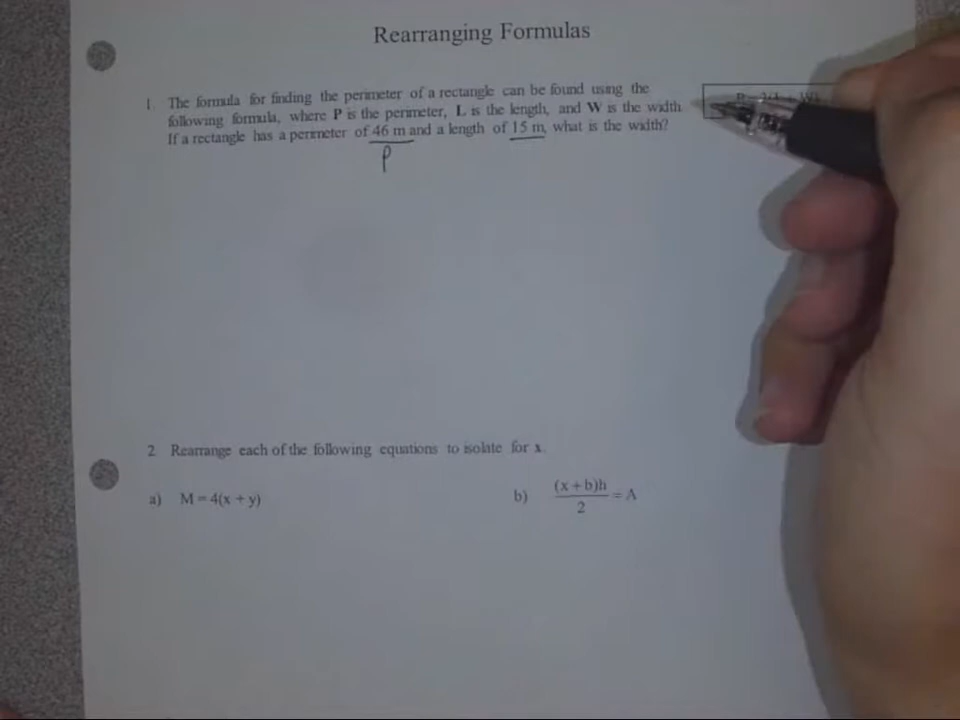 Rearranging Formulas
1. The formula for finding the perimeter of a rectangle can be found using the
following formula, where P is the perimeter, L is the length, and W is the width
If a rectangle has a perimeter of 46 m and a length of 15 m, what is the width?
P
2 Rearrange each of the following equations to isolate for x.
a) M = 4(x + y)
b) (x + b)h
= A
2